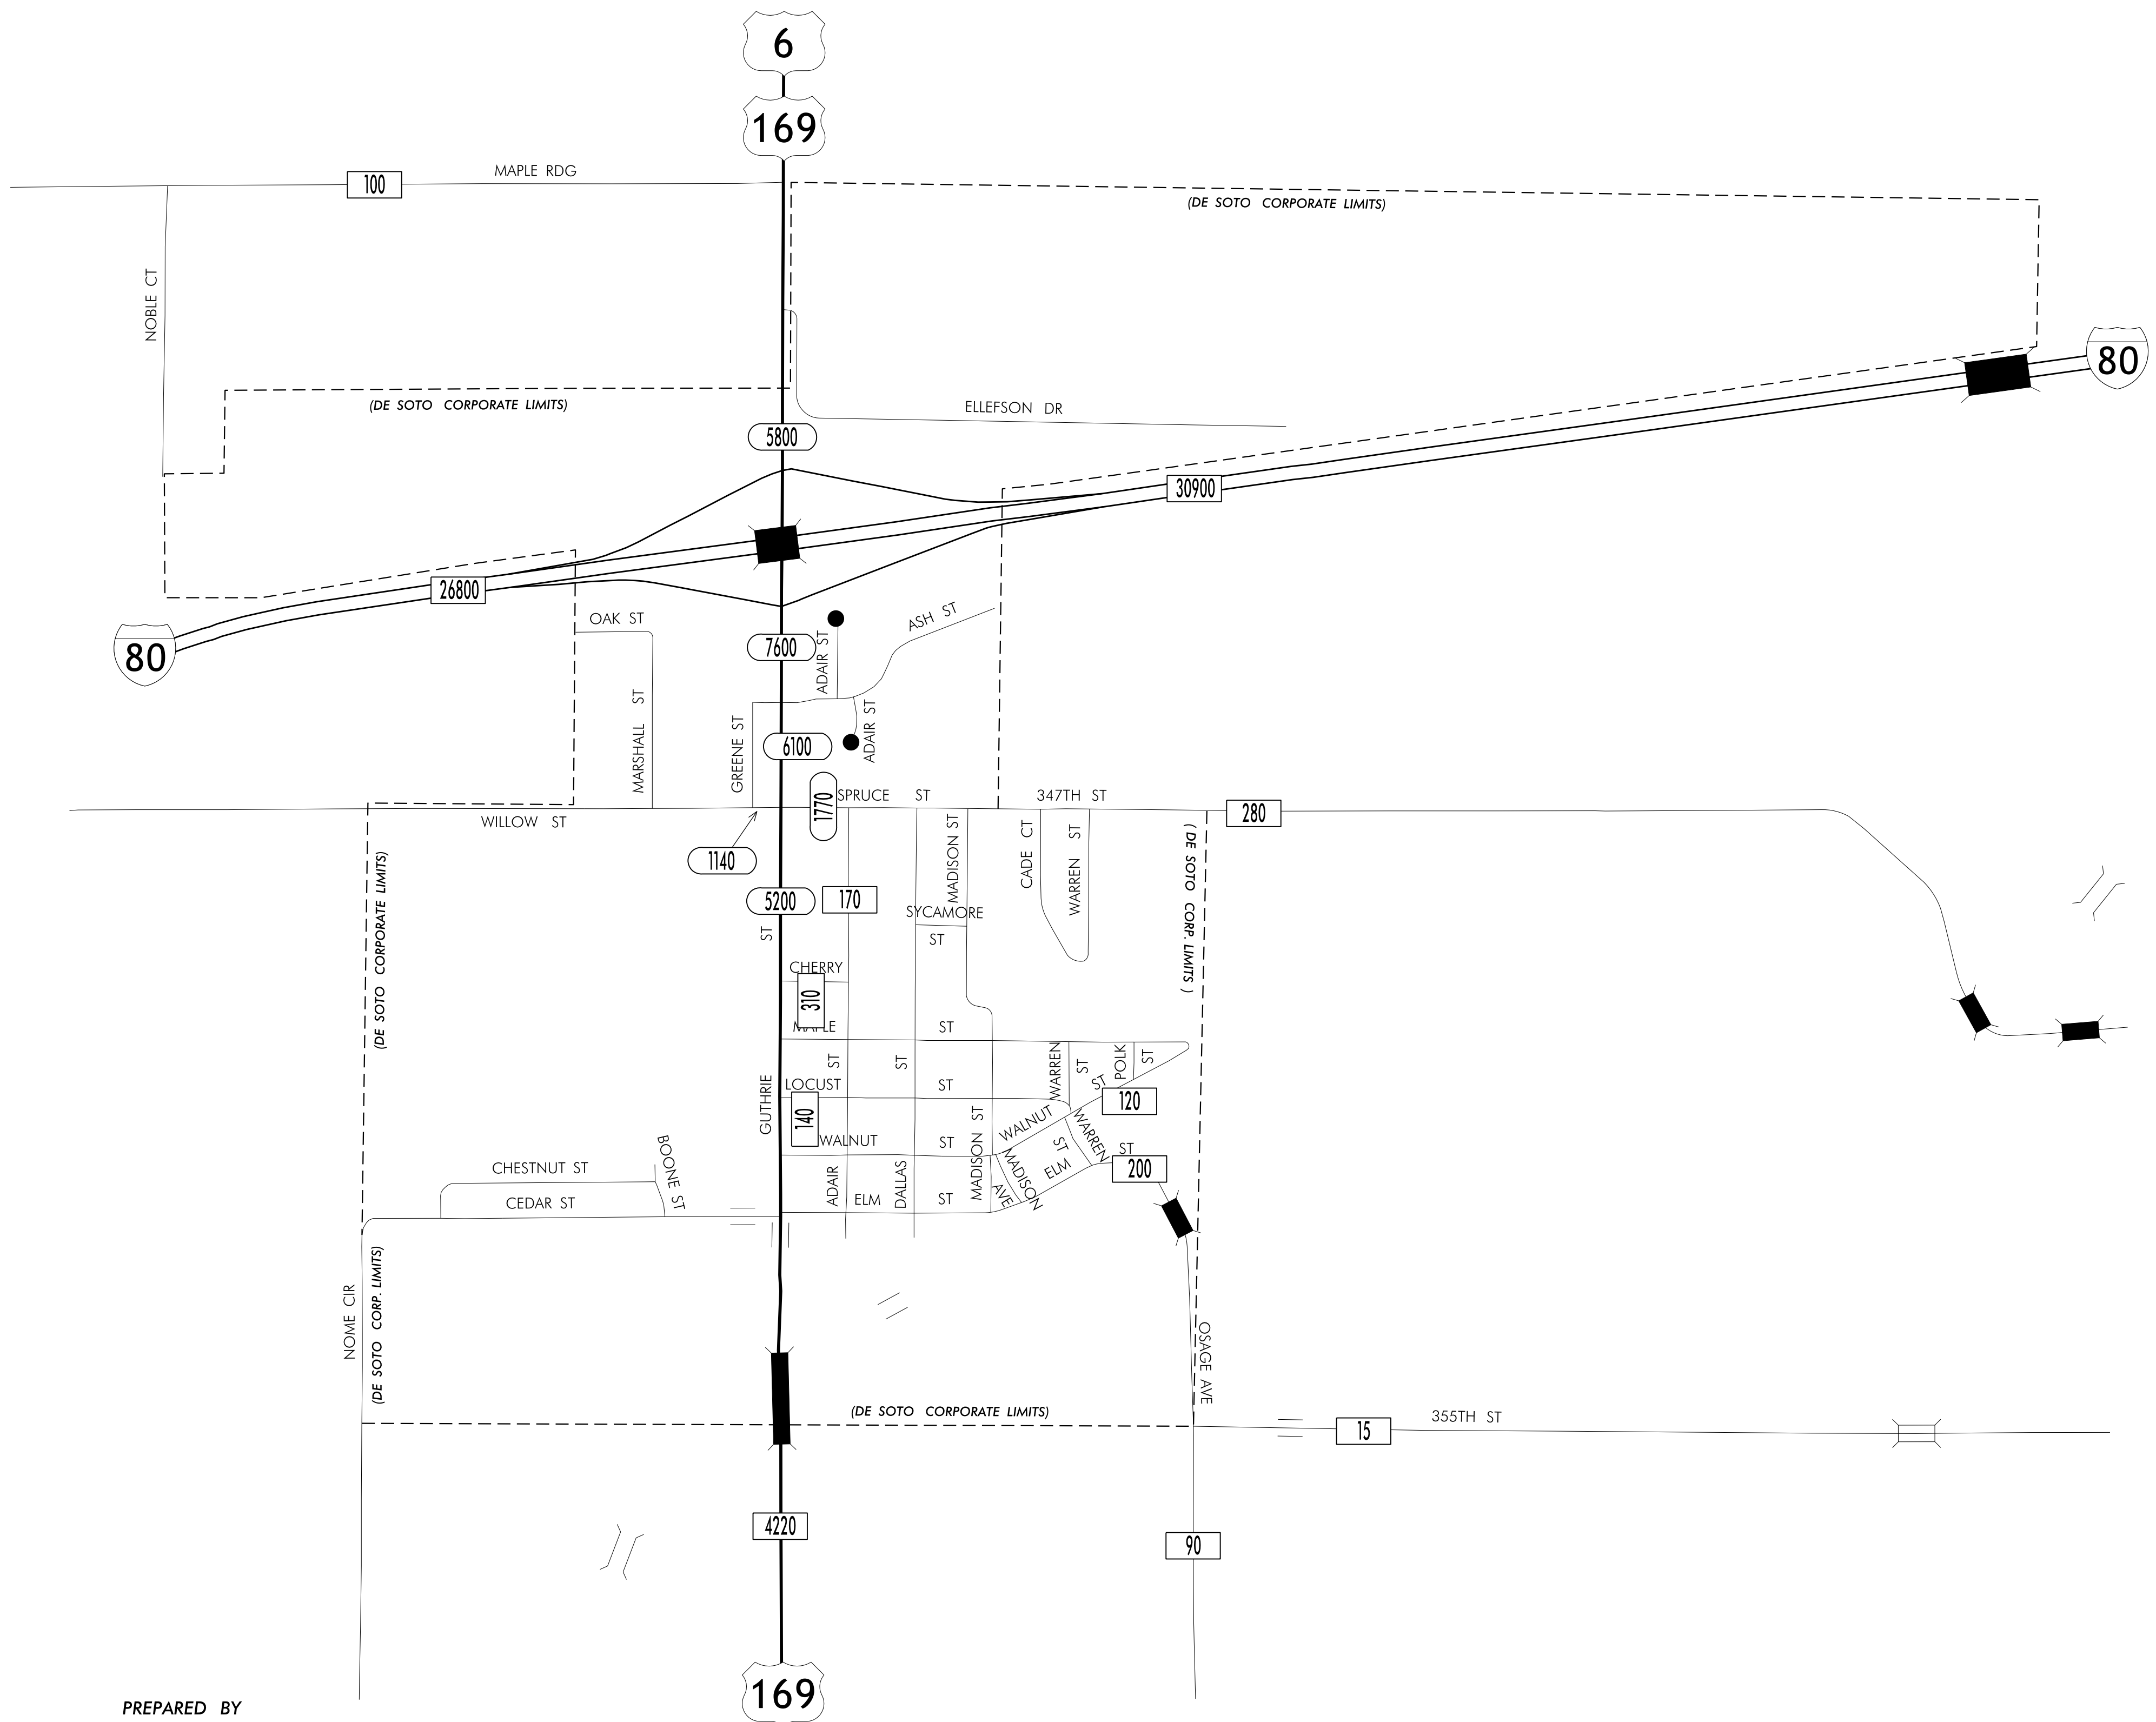 6
169
MAPLE RDG
100
(DE SOTO CORPORATE LIMITS)
NOBLE CT
80
(DE SOTO CORPORATE LIMITS)
ELLEFSON DR
5800
30900
26800
OAK ST
ADAIR ST
ASH ST
7600
80
MARSHALL ST
GREENE ST
ADAIR ST
6100
1770
SPRUCE ST
347TH ST
280
WILLOW ST
1140
MADISON ST
CADE CT
WARREN ST
(DE SOTO CORP. LIMITS)
(DE SOTO CORPORATE LIMITS)
5200
170
SYCAMORE
ST
ST
CHERRY
310
MAPLE ST
GUTHRIE
ST
ST
WARREN
ST
POLK
ST
LOCUST ST
ST
120
140
WALNUT
WALNUT ST
MADISON ST
WARREN
ST
ST
200
BOONE ST
CHESTNUT ST
ADAIR
DALLAS
MADISON
AVE
ELM
CEDAR ST
ELM ST
NOME CIR
(DE SOTO CORP. LIMITS)
OSAGE AVE
(DE SOTO CORPORATE LIMITS)
355TH ST
15
4220
90
169
PREPARED BY